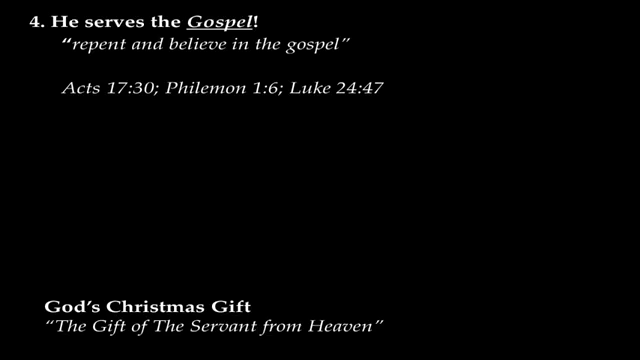 4. He serves the Gospel!
“repent and believe in the gospel”
Acts 17:30; Philemon 1:6; Luke 24:47
God’s Christmas Gift
“The Gift of The Servant from Heaven”